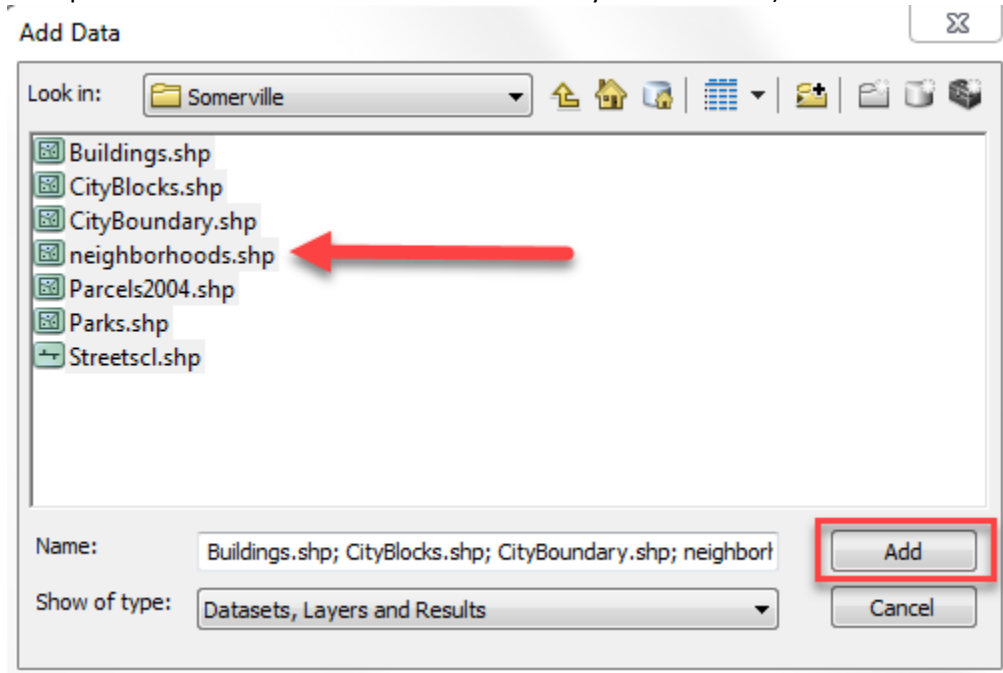 Add Data
Look in:
Somerville
Buildings.shp
CityBlocks.shp
CityBoundary.shp
neighborhoods.shp
Parcels2004.shp
Parks.shp
Streetscl.shp
Name:
Buildings.shp; CityBlocks.shp; CityBoundary.shp;
Add
Show of type:
Datasets, Layers and Results
Cancel